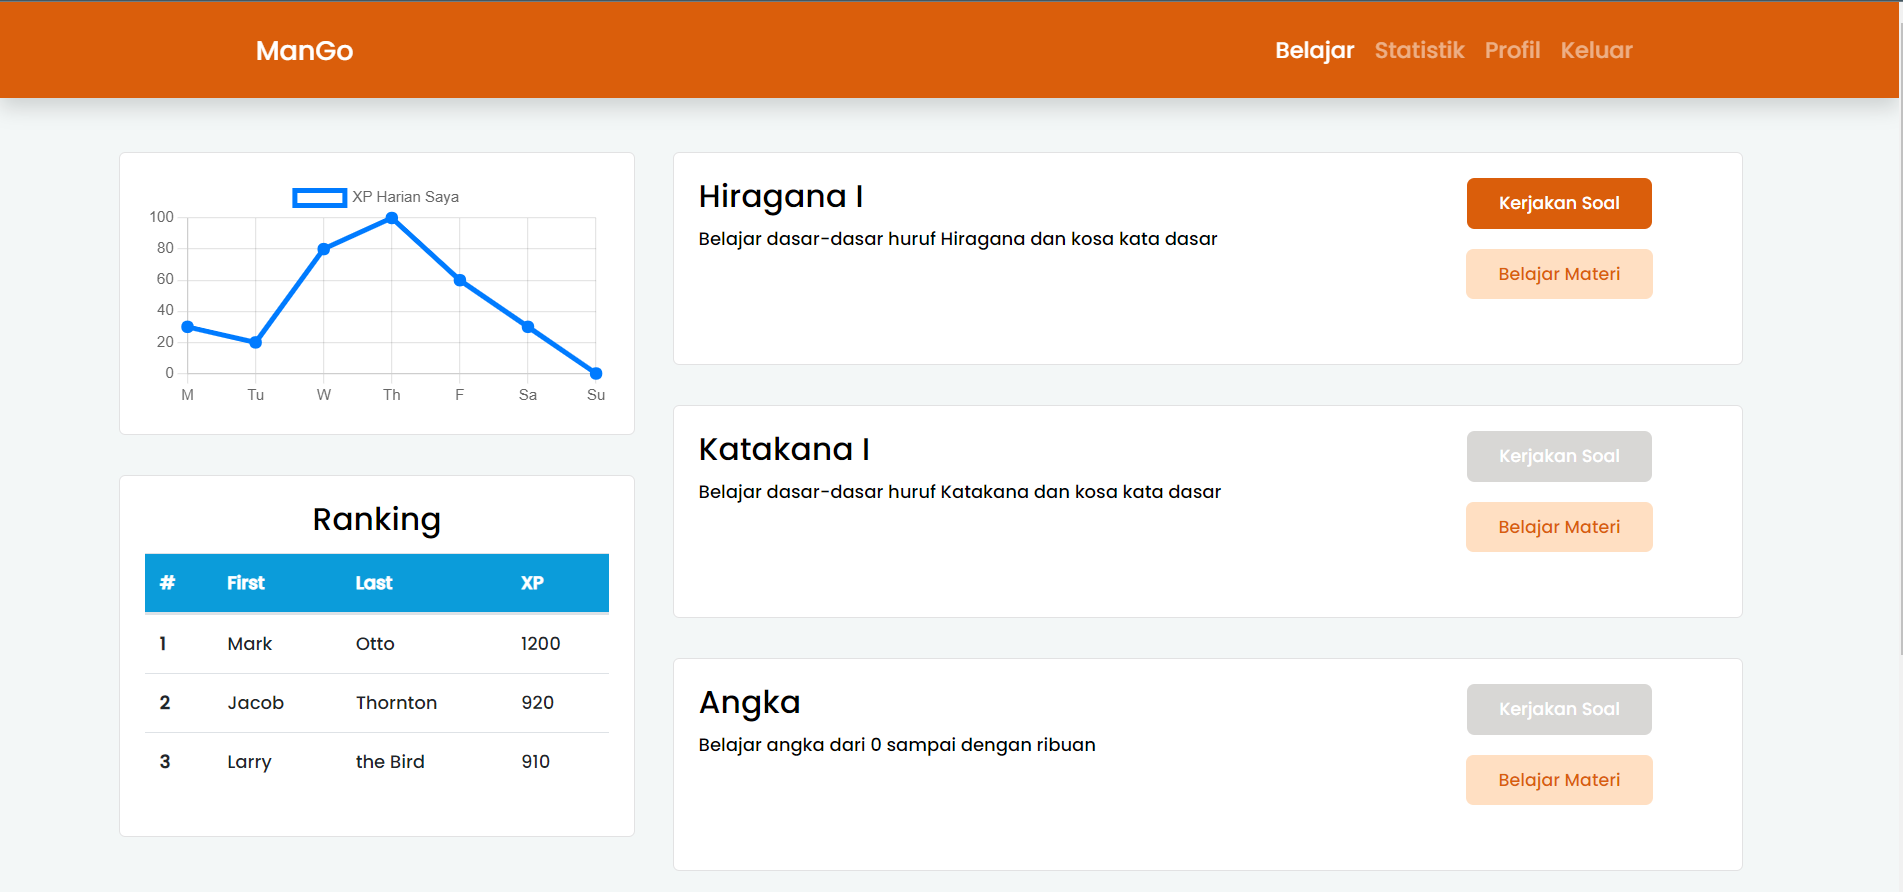 ManGo
Belajar Statistik Profil Keluar
XP Harian Saya
100
80
60
40
20
0
M Tu W Th F Sa Su
Ranking
# First Last XP
1 Mark Otto 1200
2 Jacob Thornton 920
3 Larry the Bird 910
Hiragana I
Belajar dasar-dasar huruf Hiragana dan kosa kata dasar
Kerjakan Soal
Belajar Materi
Katakana I
Belajar dasar-dasar huruf Katakana dan kosa kata dasar
Kerjakan Soal
Belajar Materi
Angka
Belajar angka dari 0 sampai dengan ribuan
Kerjakan Soal
Belajar Materi